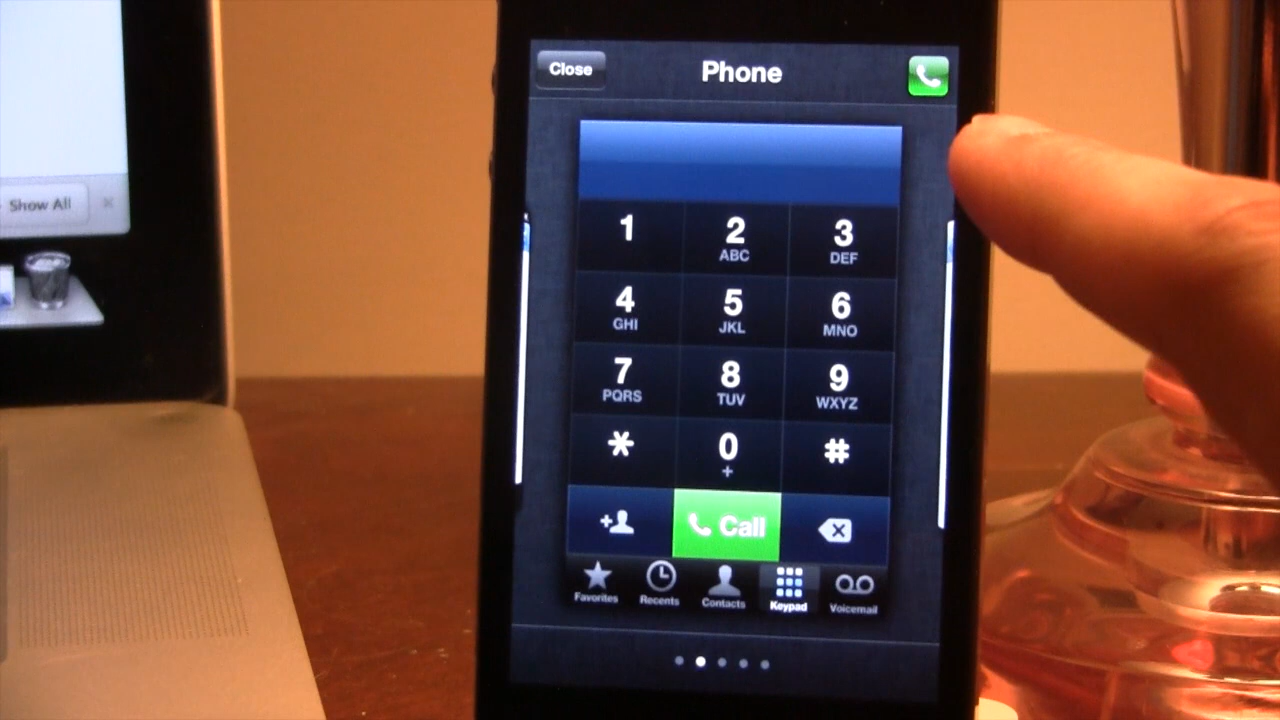 Show All
Close
Phone
1
2
3
ABC
DEF
4
5
6
GHI
JKL
MNO
7
8
9
PQRS
TUV
WXYZ
*
0
#
+
+
Call
Favorites
Recents
Contacts
Keypad
Voicemail